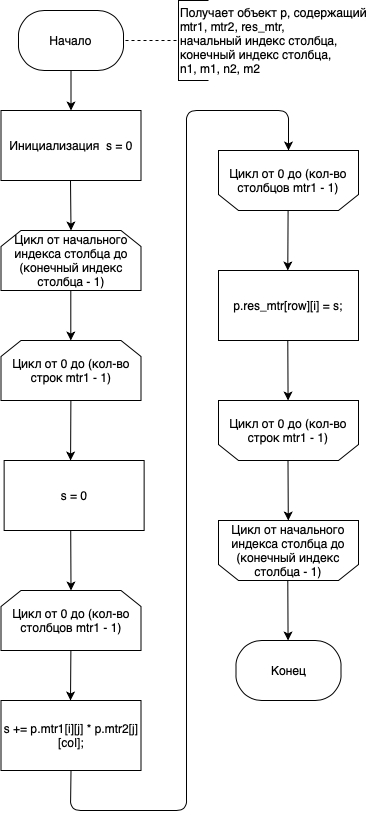 Начало
Получает объект p, содержащий
mtr1, mtr2, res_mtr,
начальный индекс столбца,
конечный индекс столбца,
n1, m1, n2, m2
Инициализация s = 0
Цикл от начального
индекса столбца до
(конечный индекс
столбца - 1)
Цикл от 0 до (кол-во
строк mtr1 - 1)
s = 0
Цикл от 0 до (кол-во
столбцов mtr1 - 1)
s += p.mtr1[i][j] * p.mtr2[j]
[col];
Цикл от 0 до (кол-во
столбцов mtr1 - 1)
p.res_mtr[row][i] = s;
Цикл от 0 до (кол-во
строк mtr1 - 1)
Цикл от начального
индекса столбца до
(конечный индекс
столбца - 1)
Конец